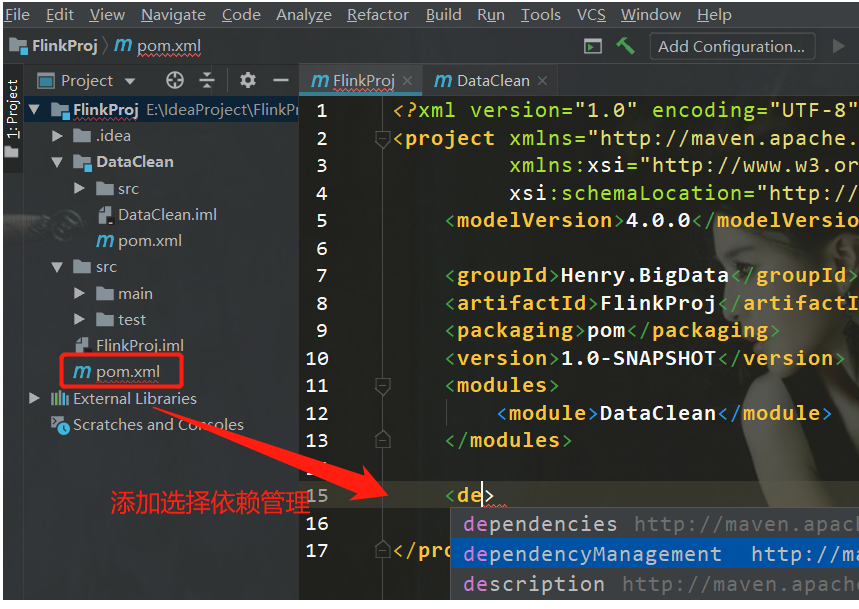 File Edit View Navigate Code Analyze Refactor Build Run Tools VCS Window Help
FlinkProj pom.xml Add Configuration...
1: Project
Project
FlinkProj DataClean
FlinkProj E:\IdeaProject\FlinkPr
.idea
DataClean
src
DataClean.iml
pom.xml
src
main
test
FlinkProj.iml
pom.xml
External Libraries
Scratches and Consoles
添加选择依赖管理
1 <?xml version="1.0" encoding="UTF-8"
2 <project xmlns="http://maven.apache.
3 xmlns:xsi="http://www.w3.or
4 xsi:schemaLocation="http://
5 <modelVersion>4.0.0</modelVersio
6
7 <groupId>Henry.BigData</groupId>
8 <artifactId>FlinkProj</artifactI
9 <packaging>pom</packaging>
10 <version>1.0-SNAPSHOT</version>
11 <modules>
12 <module>DataClean</module>
13 </modules>
15 <de>
16
17 </pro
dependencies http://maven.apach
dependencyManagement http://ma
description http://maven.apache